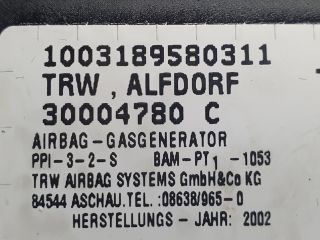 1003189580311
TRW , ALFDORF
30004780 C
AIRBAG-GASGENERATOR
PPI-3-2-S BAM-PT1 -1053
TRW AIRBAG SYSTEMS GmbH&Co KG
84544 ASCHAU.TEL.:08638/965-0
HERSTELLUNGS - JAHR: 2002